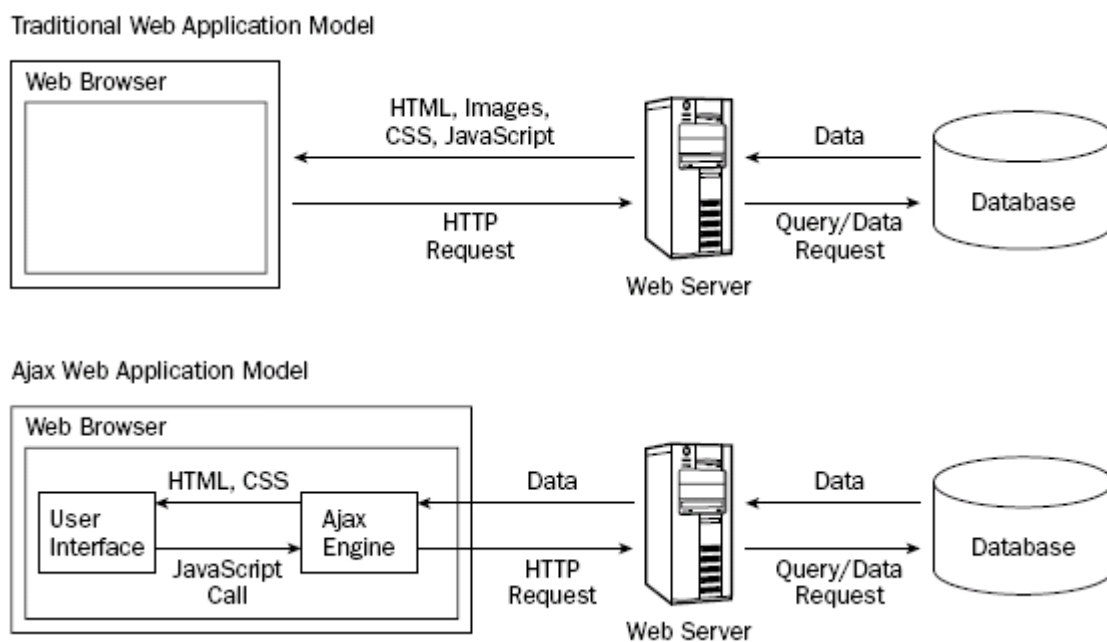 Traditional Web Application Model
Web Browser
HTML, Images,
CSS, JavaScript
HTTP
Request
Web Server
Data
Query/Data
Request
Database
Ajax Web Application Model
Web Browser
User
Interface
HTML, CSS
JavaScript
Call
Ajax
Engine
Data
HTTP
Request
Web Server
Data
Query/Data
Request
Database